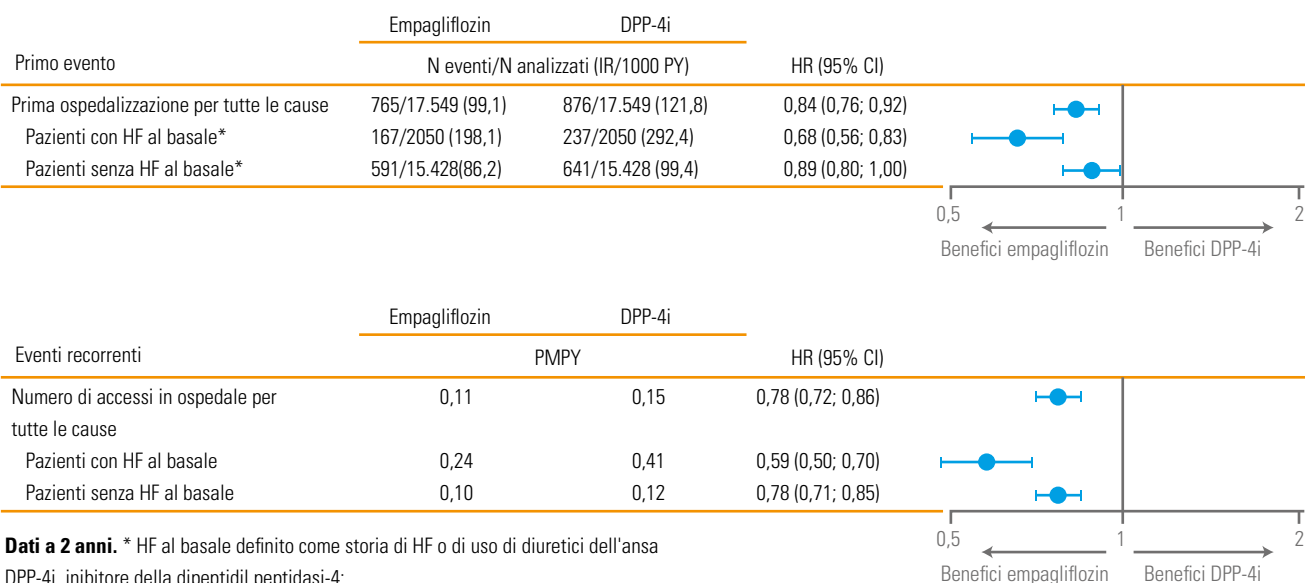 Empagliflozin DPP-4i
Primo evento N eventi/N analizzati (IR/1000 PY) HR (95% CI)
Prima ospedalizzazione per tutte le cause 765/17.549 (99,1) 876/17.549 (121,8) 0,84 (0,76; 0,92)
Pazienti con HF al basale* 167/2050 (198,1) 237/2050 (292,4) 0,68 (0,56; 0,83)
Pazienti senza HF al basale* 591/15.428(86,2) 641/15.428 (99,4) 0,89 (0,80; 1,00)
0,5 1 2
Benefici empagliflozin Benefici DPP-4i
Empagliflozin DPP-4i
Eventi recorrenti PMPY HR (95% CI)
Numero di accessi in ospedale per 0,11 0,15 0,78 (0,72; 0,86)
tutte le cause
Pazienti con HF al basale 0,24 0,41 0,59 (0,50; 0,70)
Pazienti senza HF al basale 0,10 0,12 0,78 (0,71; 0,85)
0,5 1 2
Dati a 2 anni. * HF al basale definito come storia di HF o di uso di diuretici dell'ansa
Benefici empagliflozin Benefici DPP-4i
DPP-4i, inibitore della dipentidil peptidasi-4;